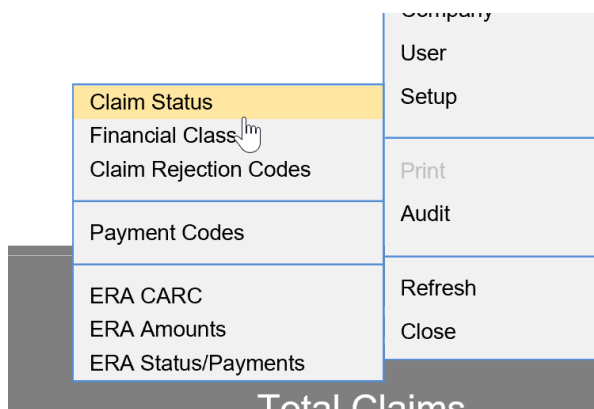 Company
User
Setup
Print
Audit
Refresh
Close
Claim Status
Financial Class
Claim Rejection Codes
Payment Codes
ERA CARC
ERA Amounts
ERA Status/Payments
Total Claims